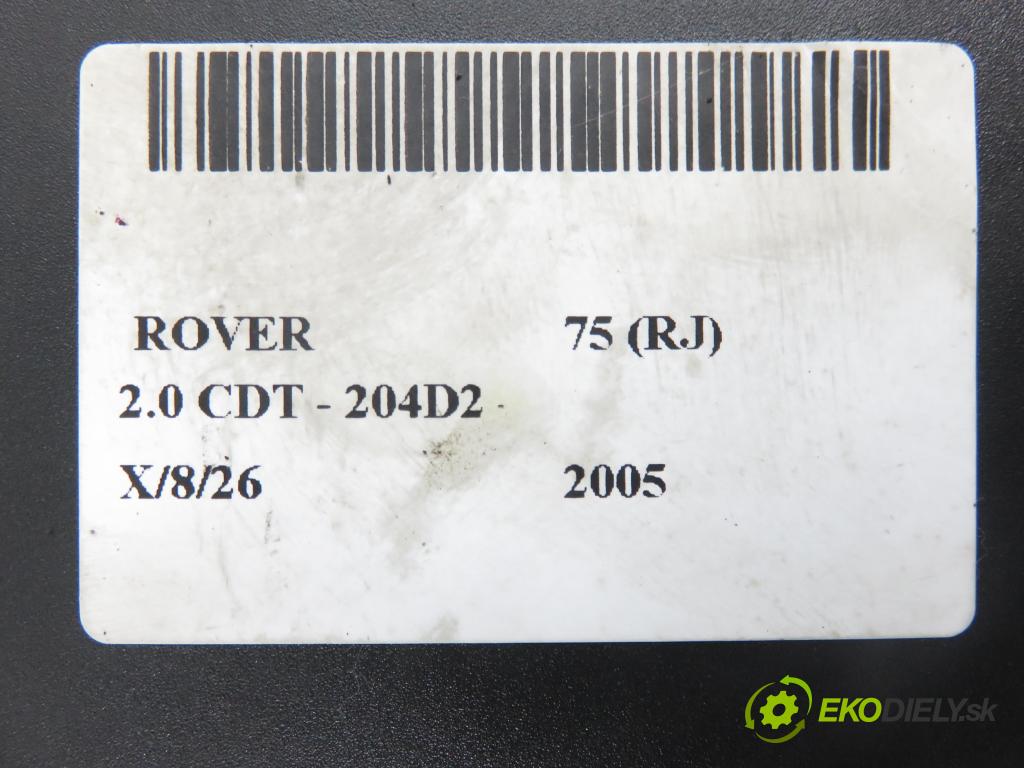 ROVER 75 (RJ)
2.0 CDT - 204D2
X/8/26 2005
EKODIELY.sk